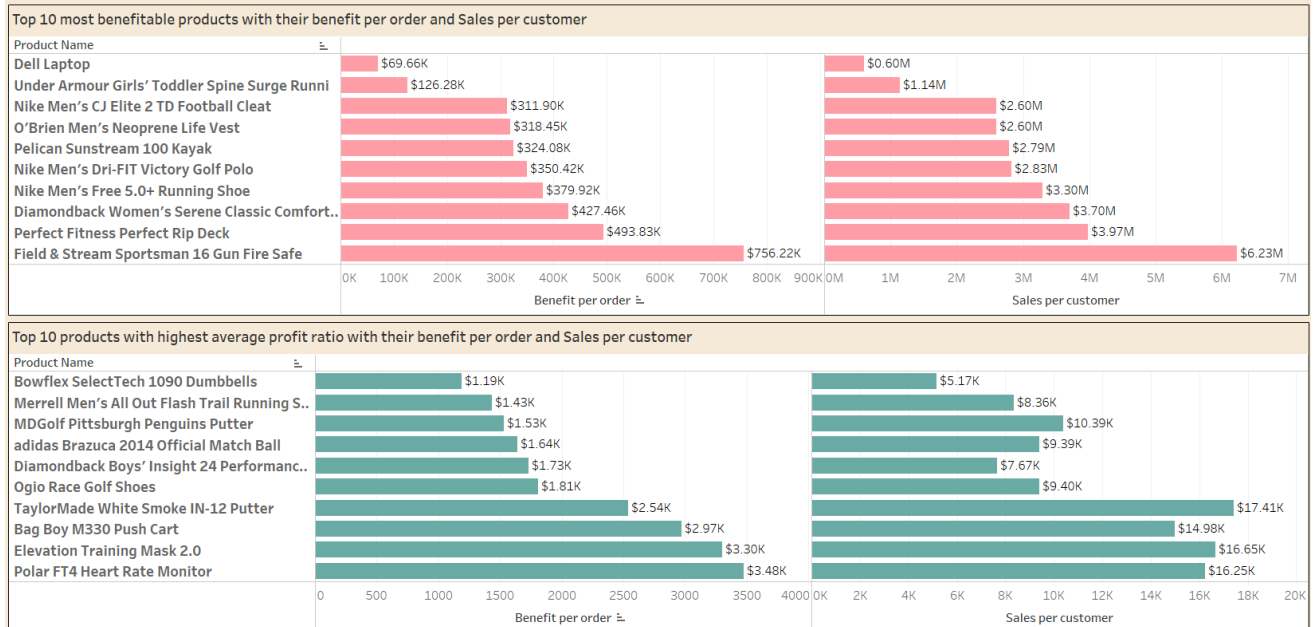 Top 10 most benefitable products with their benefit per order and Sales per customer
Product Name
Dell Laptop $69.66K $0.60M
Under Armour Girls' Toddler Spine Surge Runni $126.28K $1.14M
Nike Men's CJ Elite 2 TD Football Cleat $311.90K $2.60M
O'Brien Men's Neoprene Life Vest $318.45K $2.60M
Pelican Sunstream 100 Kayak $324.08K $2.79M
Nike Men's Dri-FIT Victory Golf Polo $350.42K $2.83M
Nike Men's Free 5.0+ Running Shoe $379.92K $3.30M
Diamondback Women's Serene Classic Comfort.. $427.46K $3.70M
Perfect Fitness Perfect Rip Deck $493.83K $3.97M
Field & Stream Sportsman 16 Gun Fire Safe $756.22K $6.23M
0K 100K 200K 300K 400K 500K 600K 700K 800K 900K 0M 1M 2M 3M 4M 5M 6M 7M
Benefit per order Sales per customer
Top 10 products with highest average profit ratio with their benefit per order and Sales per customer
Product Name
Bowflex SelectTech 1090 Dumbbells $1.19K $5.17K
Merrell Men's All Out Flash Trail Running S.. $1.43K $8.36K
MDGolf Pittsburgh Penguins Putter $1.53K $10.39K
adidas Brazuca 2014 Official Match Ball $1.64K $9.39K
Diamondback Boys' Insight 24 Performanc.. $1.73K $7.67K
Ogio Race Golf Shoes $1.81K $9.40K
TaylorMade White Smoke IN-12 Putter $2.54K $17.41K
Bag Boy M330 Push Cart $2.97K $14.98K
Elevation Training Mask 2.0 $3.30K $16.65K
Polar FT4 Heart Rate Monitor $3.48K $16.25K
0 500 1000 1500 2000 2500 3000 3500 4000 0K 2K 4K 6K 8K 10K 12K 14K 16K 18K 20K
Benefit per order Sales per customer